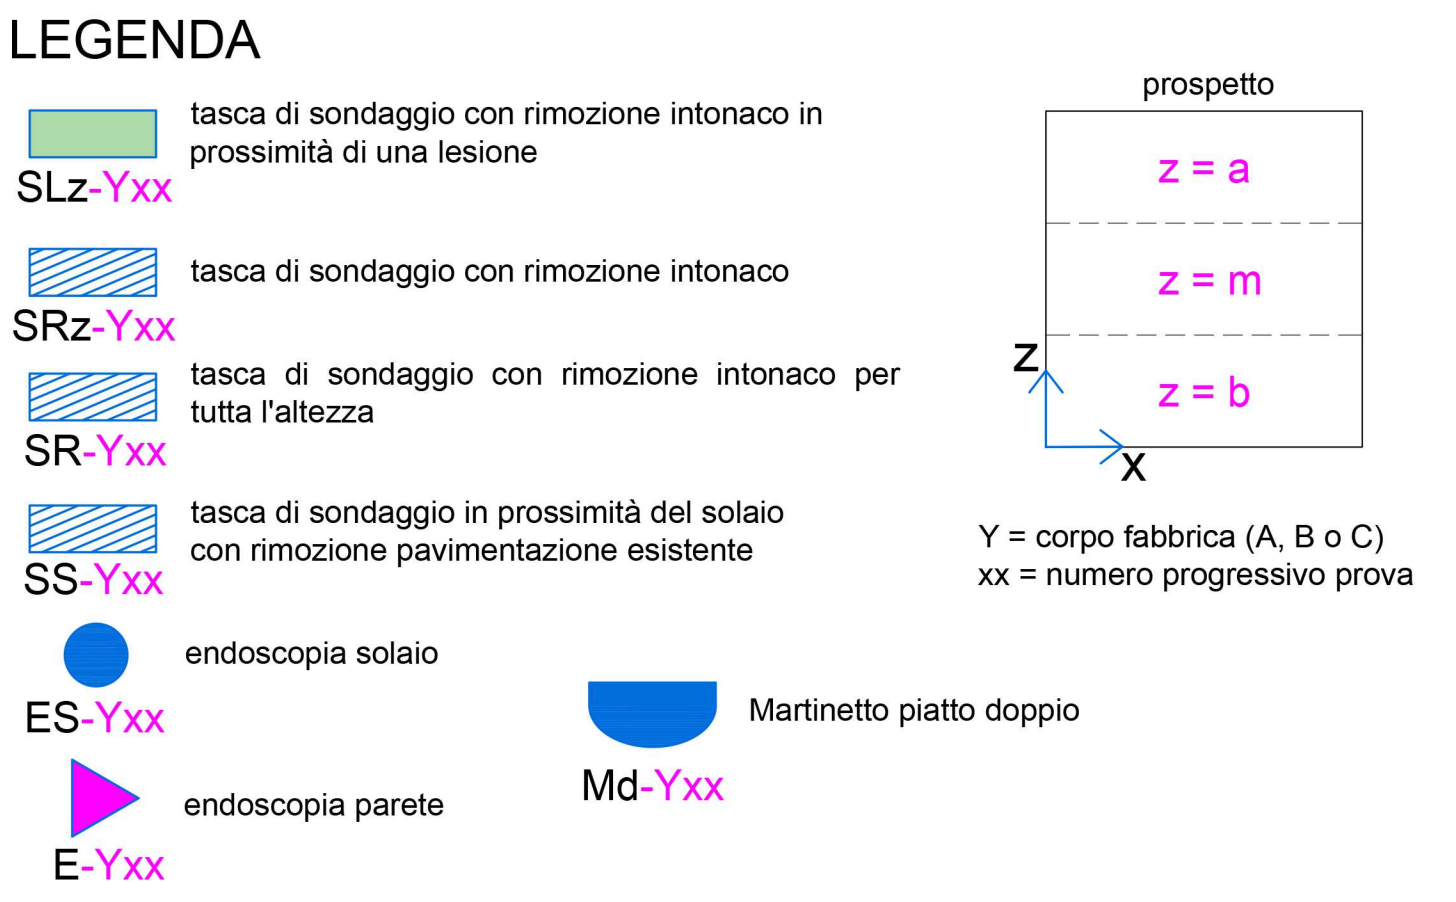 LEGENDA
tasca di sondaggio con rimozione intonaco in
prossimità di una lesione
SLz-Yxx
tasca di sondaggio con rimozione intonaco
SRz-Yxx
tasca di sondaggio con rimozione intonaco per
tutta l'altezza
SR-Yxx
tasca di sondaggio in prossimità del solaio
con rimozione pavimentazione esistente
SS-Yxx
endoscopia solaio
ES-Yxx
endoscopia parete
E-Yxx
Martinetto piatto doppio
Md-Yxx
prospetto
z = a
z = m
z = b
z
x
Y = corpo fabbrica (A, B o C)
xx = numero progressivo prova